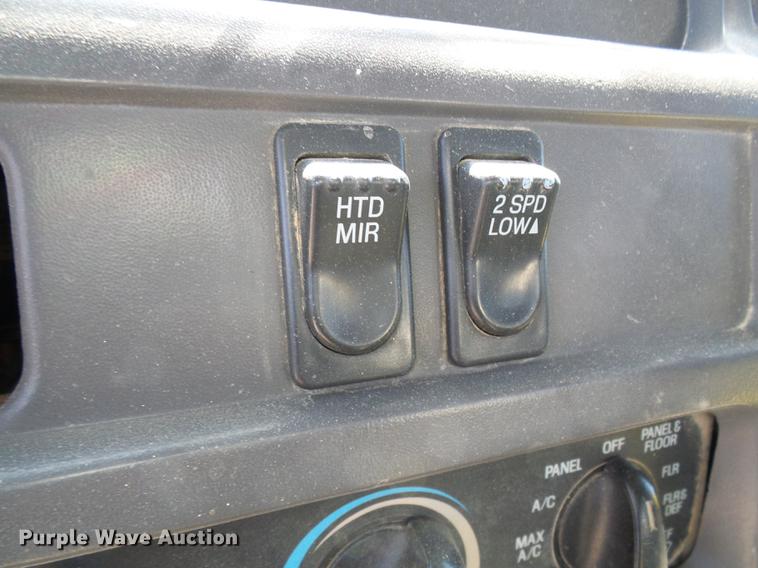 HTD
MIR
2 SPD
LOW▲
PANEL &
FLOOR
OFF
PANEL
FLR
A/C
FLR &
DEF
MAX
A/C
Purple Wave Auction